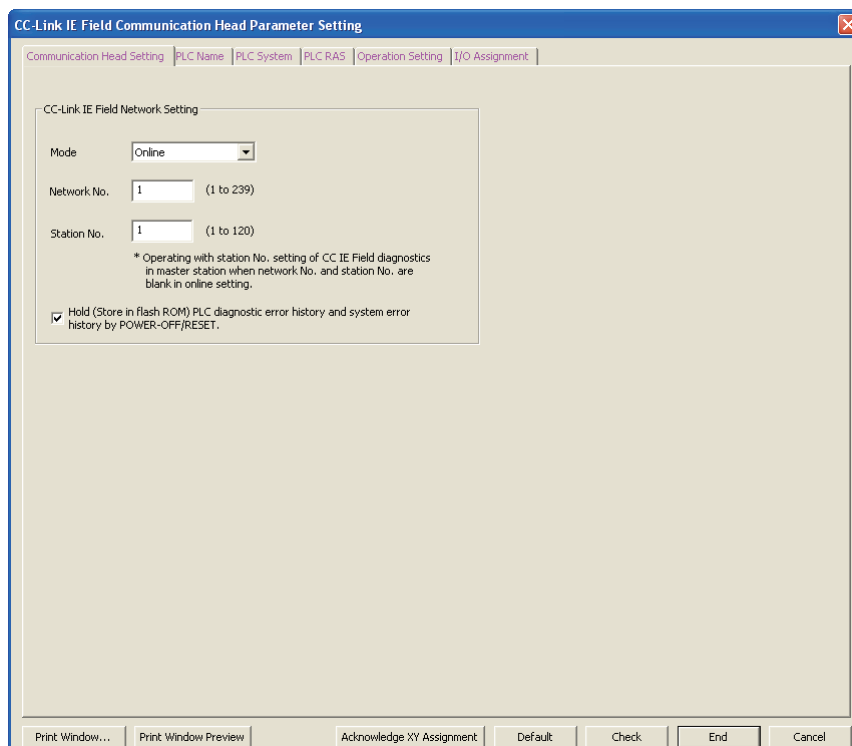 CC-Link IE Field Communication Head Parameter Setting
Communication Head Setting PLC Name PLC System PLC RAS Operation Setting I/O Assignment
CC-Link IE Field Network Setting
Mode Online
Network No. 1 (1 to 239)
Station No. 1 (1 to 120)
* Operating with station No. setting of CC IE Field diagnostics
in master station when network No. and station No. are
blank in online setting.
Hold (Store in flash ROM) PLC diagnostic error history and system error
history by POWER-OFF/RESET.
Print Window... Print Window Preview Acknowledge XY Assignment Default Check End Cancel